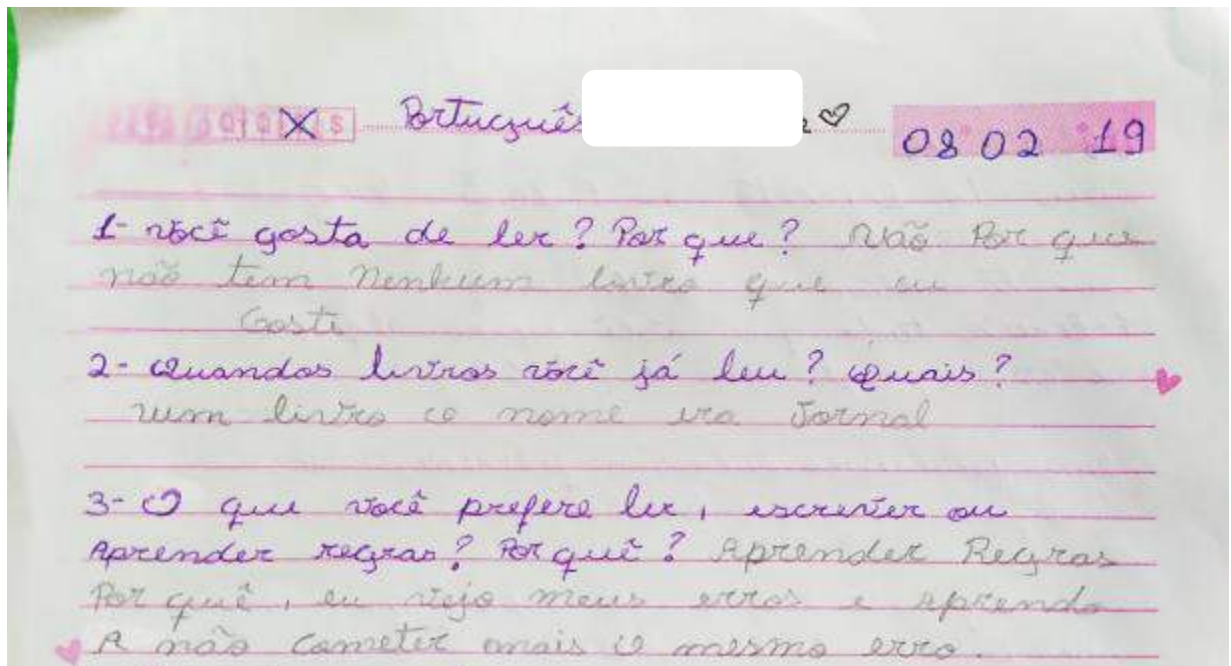 Português 08 02 19
1- você gosta de ler? Por que? não Por que
não tem Nenhum livro que eu
Goste
2- Quandos livros você já leu? Quais?
um livro o nome era Jornal
3- O que você prefere ler, escrever ou
Aprender regras? Por quê? Aprender Regras
Por quê, eu vejo meus erros e Aprendo
A não cometer mais o mesmo erro.